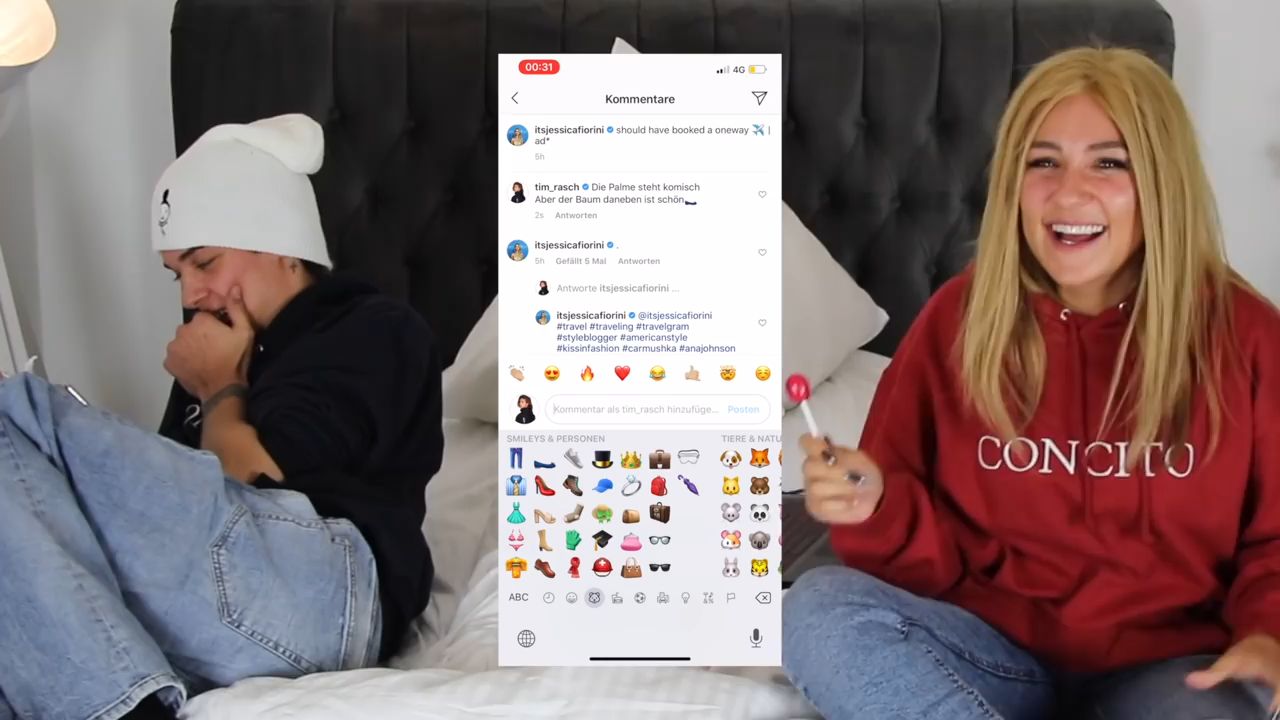 00:31
4G
Kommentare
itsjessicafiorini should have booked a oneway ✈️ |
ad*
5h
tim_rasch Die Palme steht komisch
Aber der Baum daneben ist schön
2s Antworten
itsjessicafiorini .
5h Gefällt 5 Mal Antworten
Antworte itsjessicafiorini ...
itsjessicafiorini @itsjessicafiorini
#travel #traveling #travelgram
#styleblogger #americanstyle
#kissinfashion #carmushka #anajohnson
Kommentar als tim_rasch hinzufüge... Posten
SMILEYS & PERSONEN TIERE & NATU
ABC
CONCITO